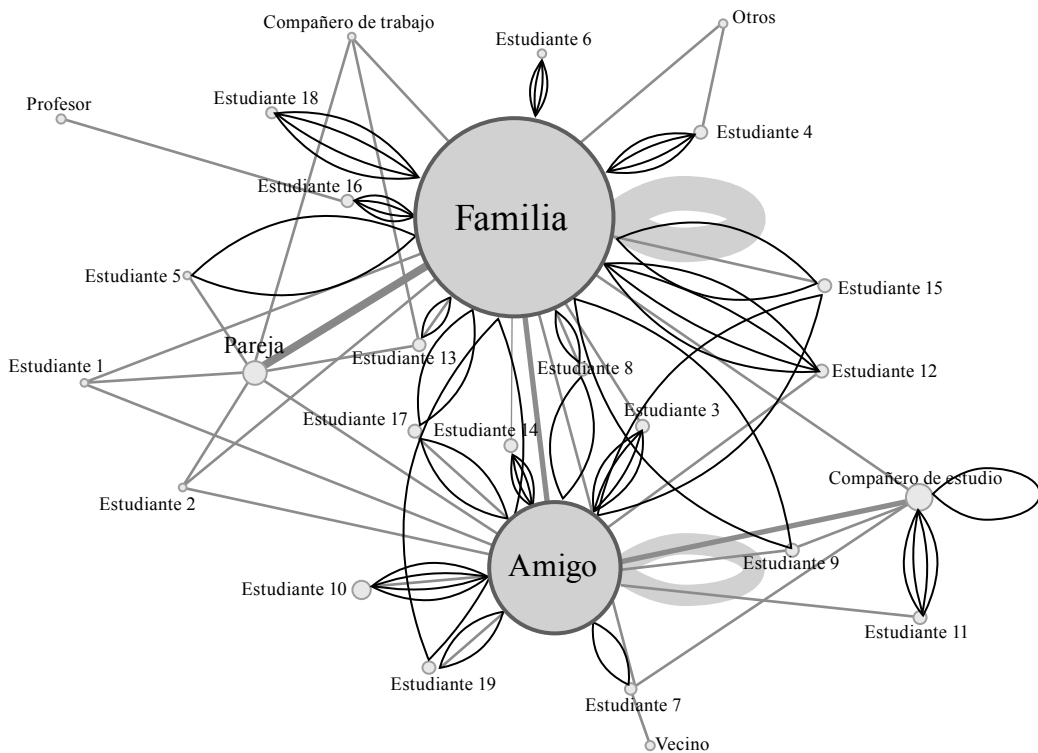 Otros
Compañero de trabajo
Estudiante 6
Estudiante 18
Profesor
Estudiante 4
Estudiante 16
Familia
Estudiante 5
Estudiante 15
Pareja
Estudiante 13
Estudiante 1
Estudiante 8
Estudiante 12
Estudiante 3
Estudiante 17
Estudiante 14
Compañero de estudio
Estudiante 2
Amigo
Estudiante 9
Estudiante 10
Estudiante 11
Estudiante 19
Estudiante 7
Vecino